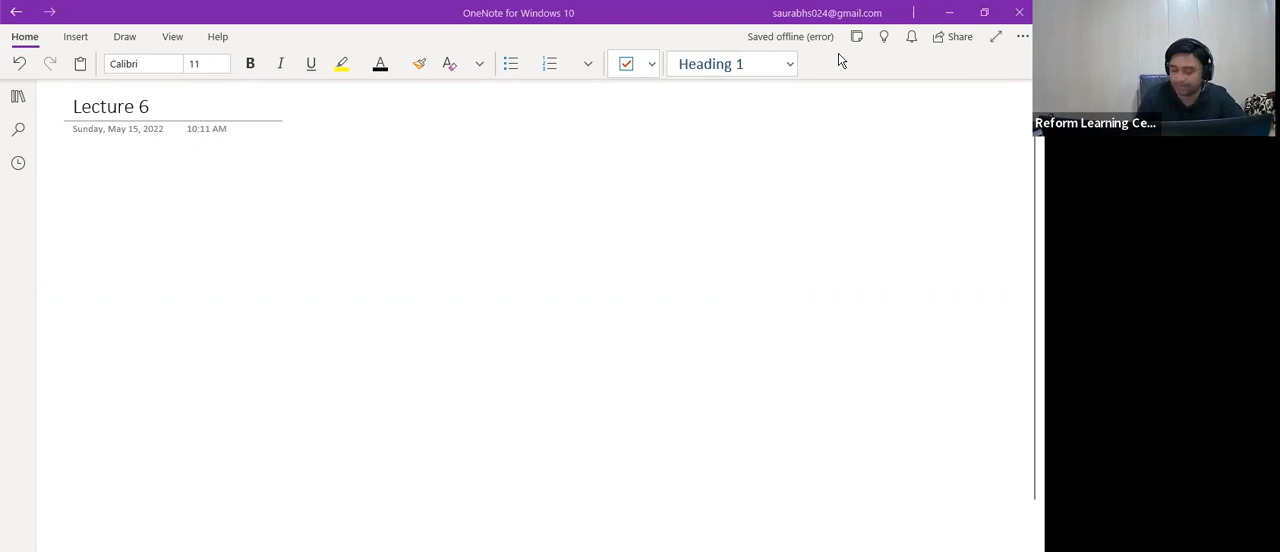 OneNote for Windows 10
saurabhs024@gmail.com
Home Insert Draw View Help
Saved offline (error)
Share
Calibri 11 B I U A A Heading 1
Lecture 6
Sunday, May 15, 2022 10:11 AM
Reform Learning Ce...